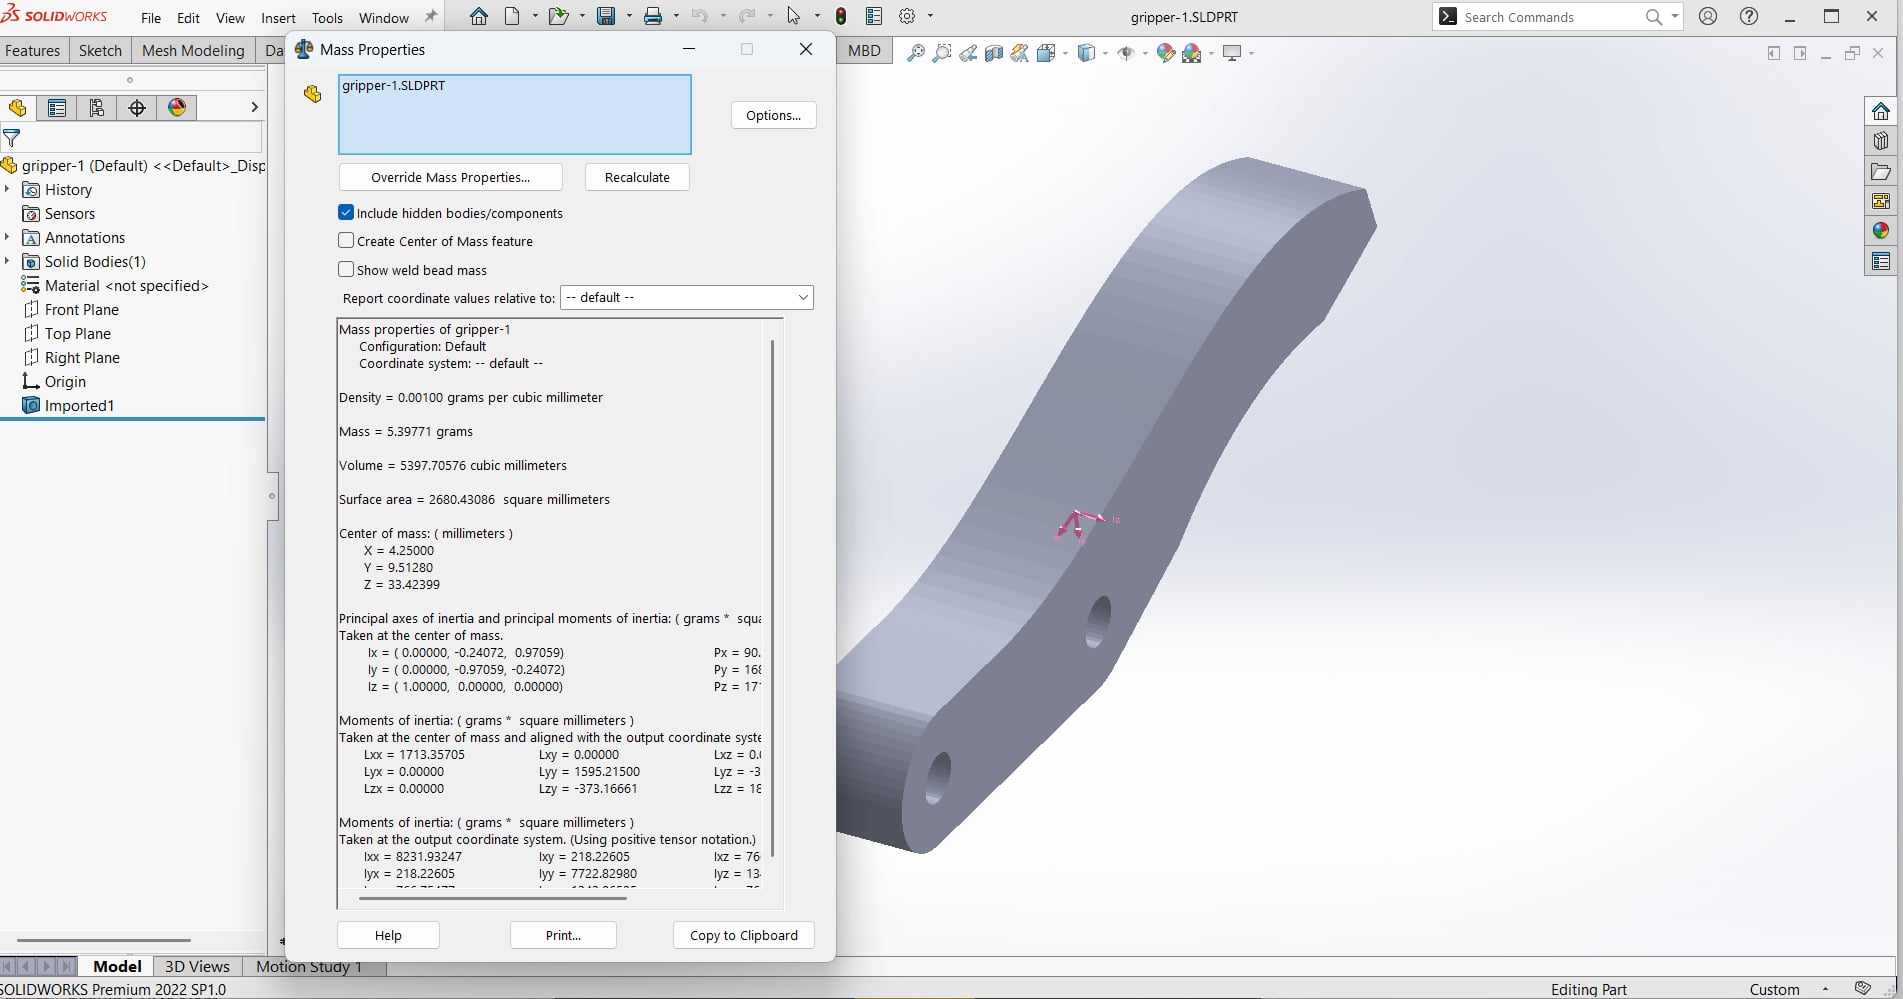 SOLIDWORKS
File Edit View Insert Tools Window
gripper-1.SLDPRT
Search Commands
Features Sketch Mesh Modeling Da
MBD
Mass Properties
gripper-1.SLDPRT
Options...
Override Mass Properties...
Recalculate
Include hidden bodies/components
Create Center of Mass feature
Show weld bead mass
Report coordinate values relative to: -- default --
Mass properties of gripper-1
Configuration: Default
Coordinate system: -- default --
Density = 0.00100 grams per cubic millimeter
Mass = 5.39771 grams
Volume = 5397.70576 cubic millimeters
Surface area = 2680.43086 square millimeters
Center of mass: ( millimeters )
X = 4.25000
Y = 9.51280
Z = 33.42399
Principal axes of inertia and principal moments of inertia: ( grams * squa
Taken at the center of mass.
Ix = ( 0.00000, -0.24072, 0.97059) Px = 90.
Iy = ( 0.00000, -0.97059, -0.24072) Py = 168
Iz = ( 1.00000, 0.00000, 0.00000) Pz = 171
Moments of inertia: ( grams * square millimeters )
Taken at the center of mass and aligned with the output coordinate syste
Lxx = 1713.35705 Lxy = 0.00000 Lxz = 0.0
Lyx = 0.00000 Lyy = 1595.21500 Lyz = -3
Lzx = 0.00000 Lzy = -373.16661 Lzz = 18
Moments of inertia: ( grams * square millimeters )
Taken at the output coordinate system. (Using positive tensor notation.)
Ixx = 8231.93247 Ixy = 218.22605 Ixz = 76
Iyx = 218.22605 Iyy = 7722.82980 Iyz = 13
Help
Print...
Copy to Clipboard
gripper-1 (Default) <<Default>_Disp
History
Sensors
Annotations
Solid Bodies(1)
Material <not specified>
Front Plane
Top Plane
Right Plane
Origin
Imported1
Iz
Model 3D Views Motion Study 1
SOLIDWORKS Premium 2022 SP1.0
Editing Part
Custom